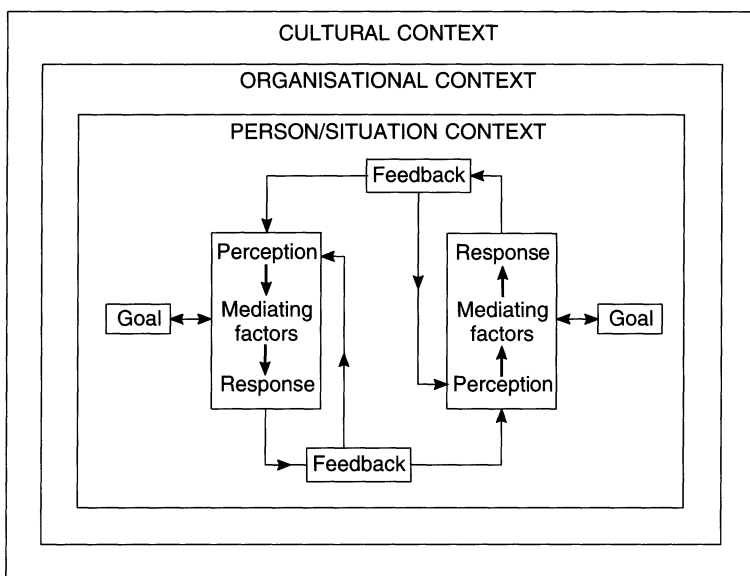 CULTURAL CONTEXT
ORGANISATIONAL CONTEXT
PERSON/SITUATION CONTEXT
Feedback
Perception
Mediating
factors
Response
Goal
Response
Mediating
factors
Perception
Goal
Feedback